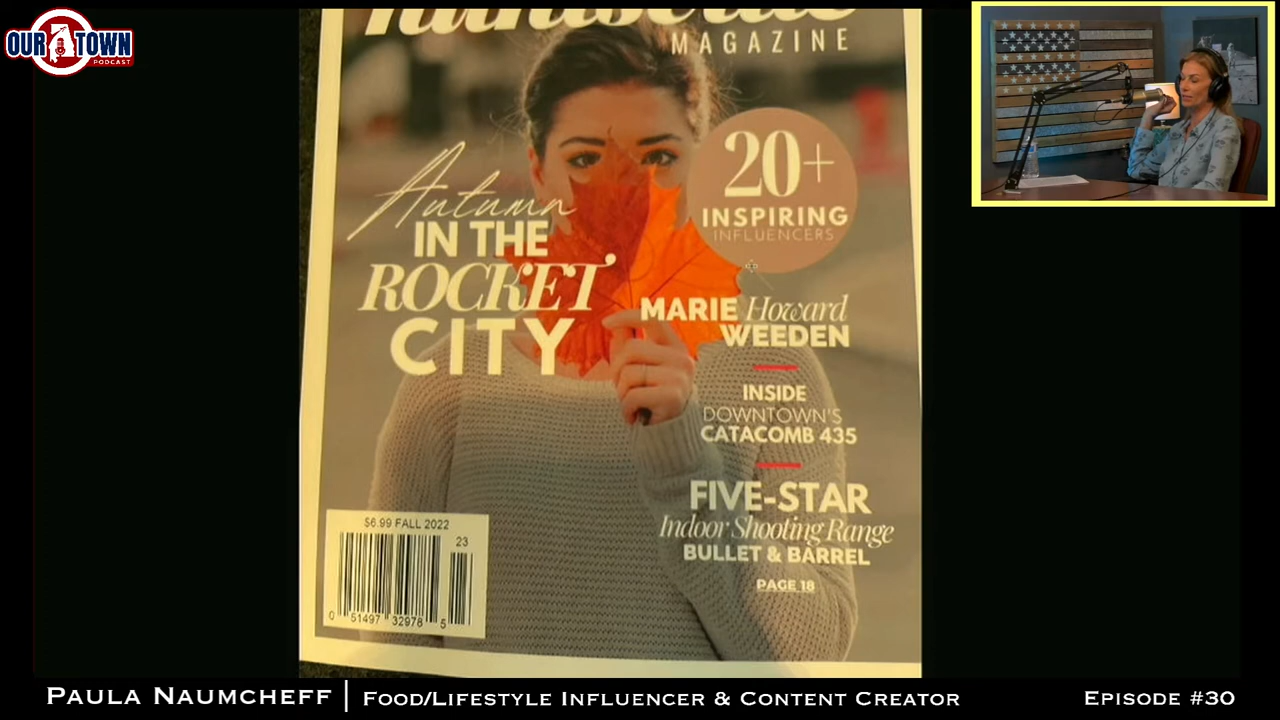 OUR TOWN
PODCAST
MAGAZINE
20+
INSPIRING
INFLUENCERS
Autumn
IN THE
ROCKET
CITY
MARIE Howard
WEEDEN
INSIDE
DOWNTOWN'S
CATACOMB 435
FIVE-STAR
Indoor Shooting Range
BULLET & BARREL
PAGE 18
$6.99 FALL 2022
23
0 51497 32978 5
PAULA NAUMCHEFF | FOOD/LIFESTYLE INFLUENCER & CONTENT CREATOR
EPISODE #30